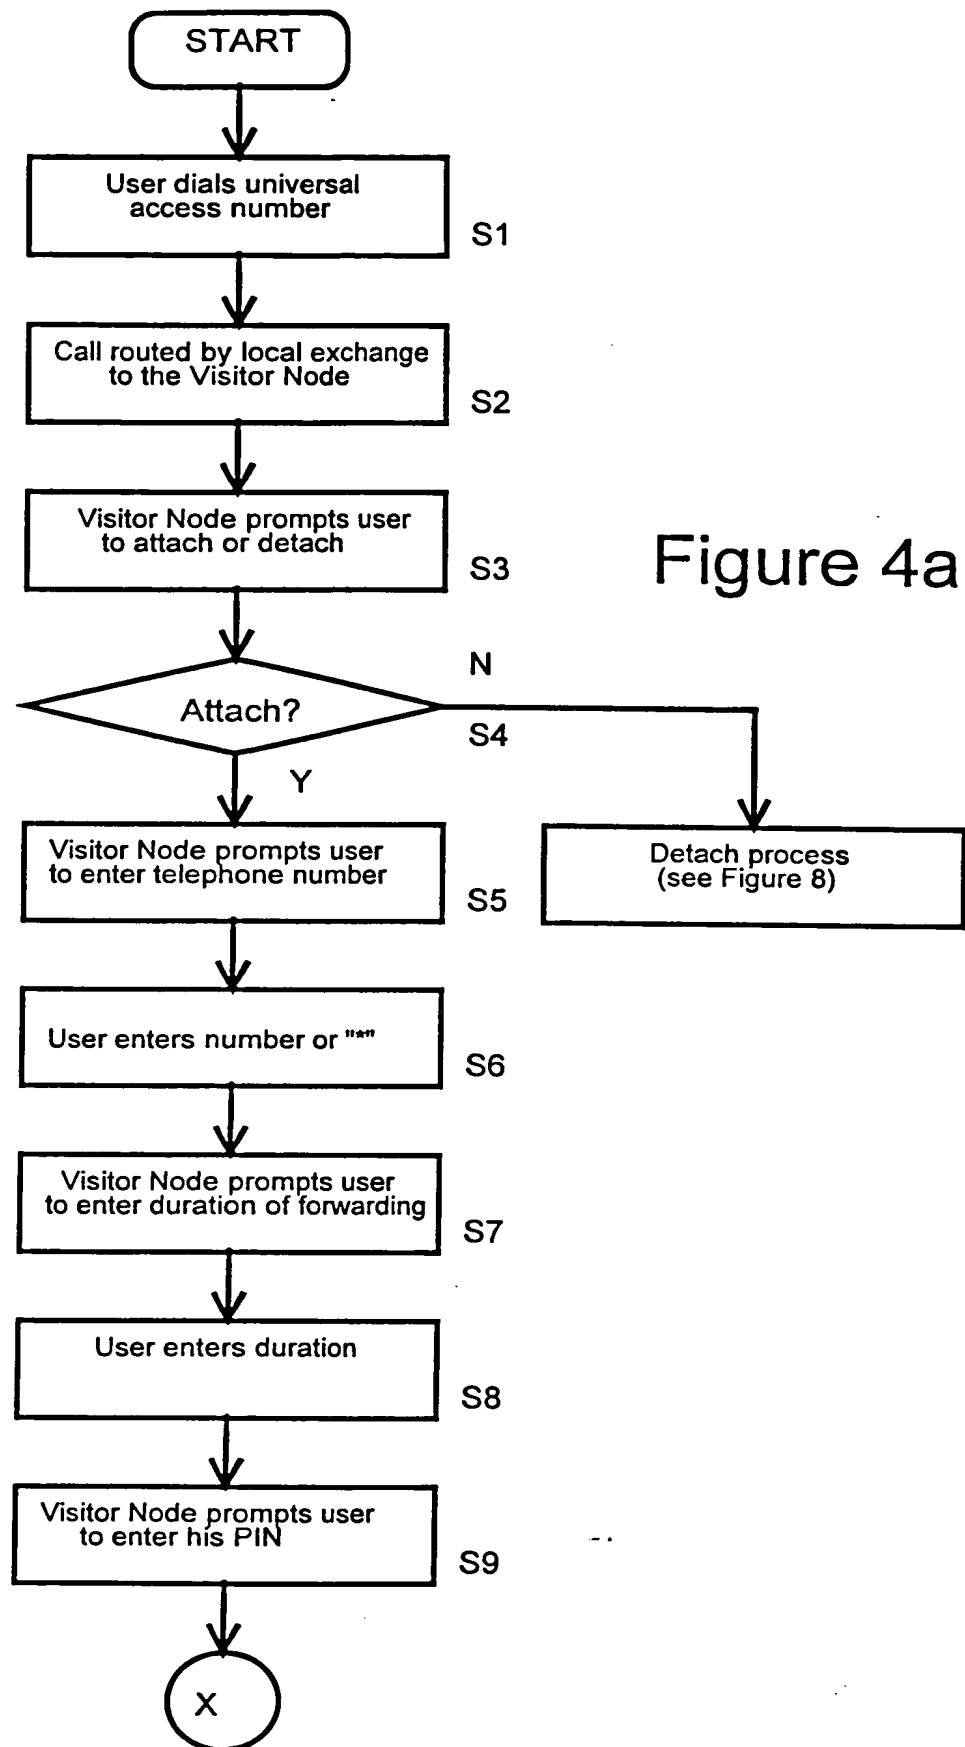 START
User dials universal
access number
S1
Call routed by local exchange
to the Visitor Node
S2
Visitor Node prompts user
to attach or detach
S3
Figure 4a
Attach?
N
S4
Y
Visitor Node prompts user
to enter telephone number
S5
Detach process
(see Figure 8)
User enters number or "*"
S6
Visitor Node prompts user
to enter duration of forwarding
S7
User enters duration
S8
Visitor Node prompts user
to enter his PIN
S9
X